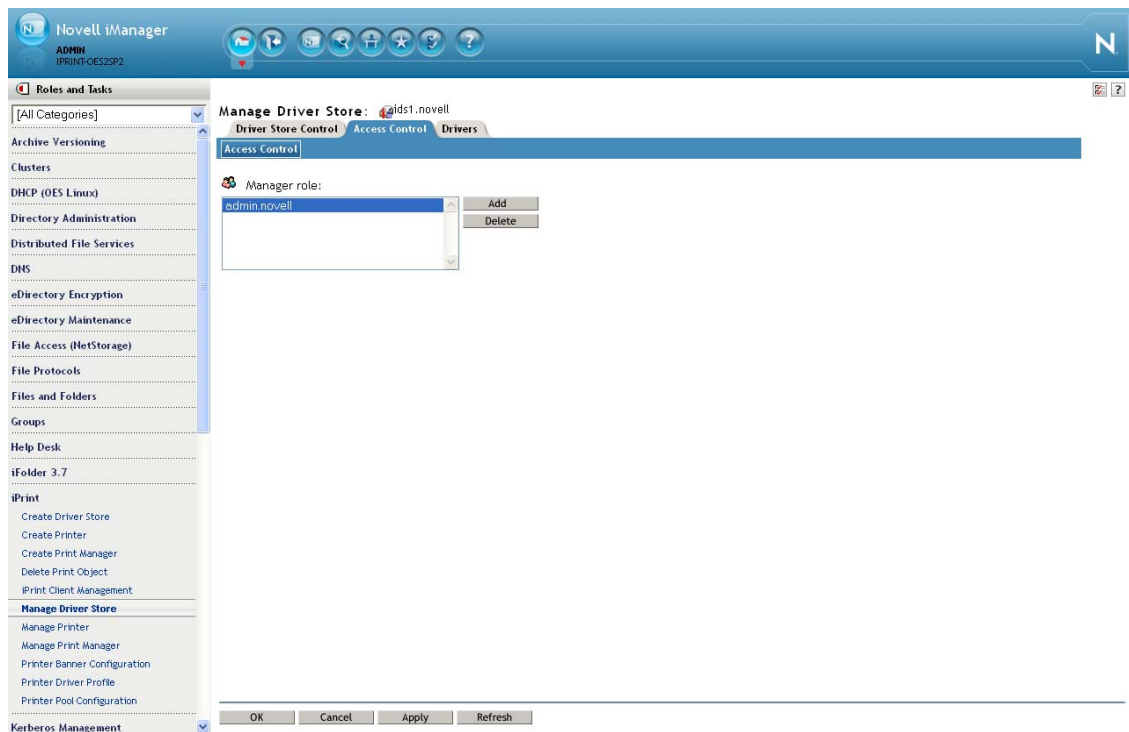 Novell iManager
ADMIN
IPRINT-OES2SP2
N
Roles and Tasks
[All Categories]
Archive Versioning
Clusters
DHCP (OES Linux)
Directory Administration
Distributed File Services
DNS
eDirectory Encryption
eDirectory Maintenance
File Access (NetStorage)
File Protocols
Files and Folders
Groups
Help Desk
iFolder 3.7
iPrint
Create Driver Store
Create Printer
Create Print Manager
Delete Print Object
iPrint Client Management
Manage Driver Store
Manage Printer
Manage Print Manager
Printer Banner Configuration
Printer Driver Profile
Printer Pool Configuration
Kerberos Management
?
Manage Driver Store: ids1.novell
Driver Store Control Access Control Drivers
Access Control
Manager role:
admin.novell
Add
Delete
OK Cancel Apply Refresh